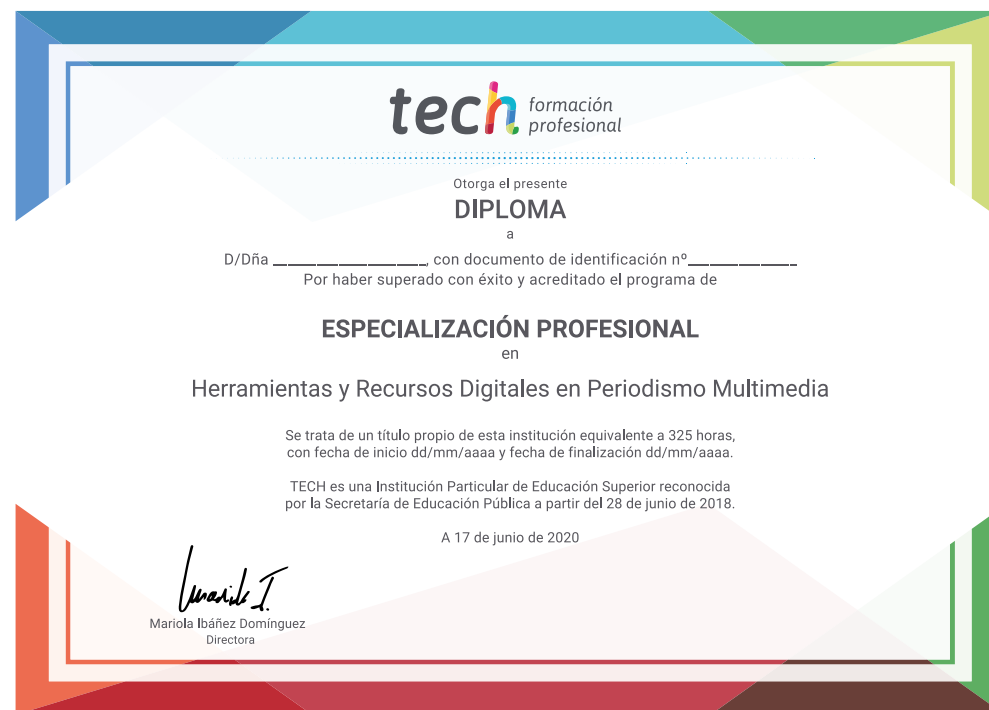 tech formación
profesional
Otorga el presente
DIPLOMA
a
D/Dña ____________________, con documento de identificación nº______________
Por haber superado con éxito y acreditado el programa de
ESPECIALIZACIÓN PROFESIONAL
en
Herramientas y Recursos Digitales en Periodismo Multimedia
Se trata de un título propio de esta institución equivalente a 325 horas,
con fecha de inicio dd/mm/aaaa y fecha de finalización dd/mm/aaaa.
TECH es una Institución Particular de Educación Superior reconocida
por la Secretaría de Educación Pública a partir del 28 de junio de 2018.
A 17 de junio de 2020
Mariola Ibáñez Domínguez
Directora